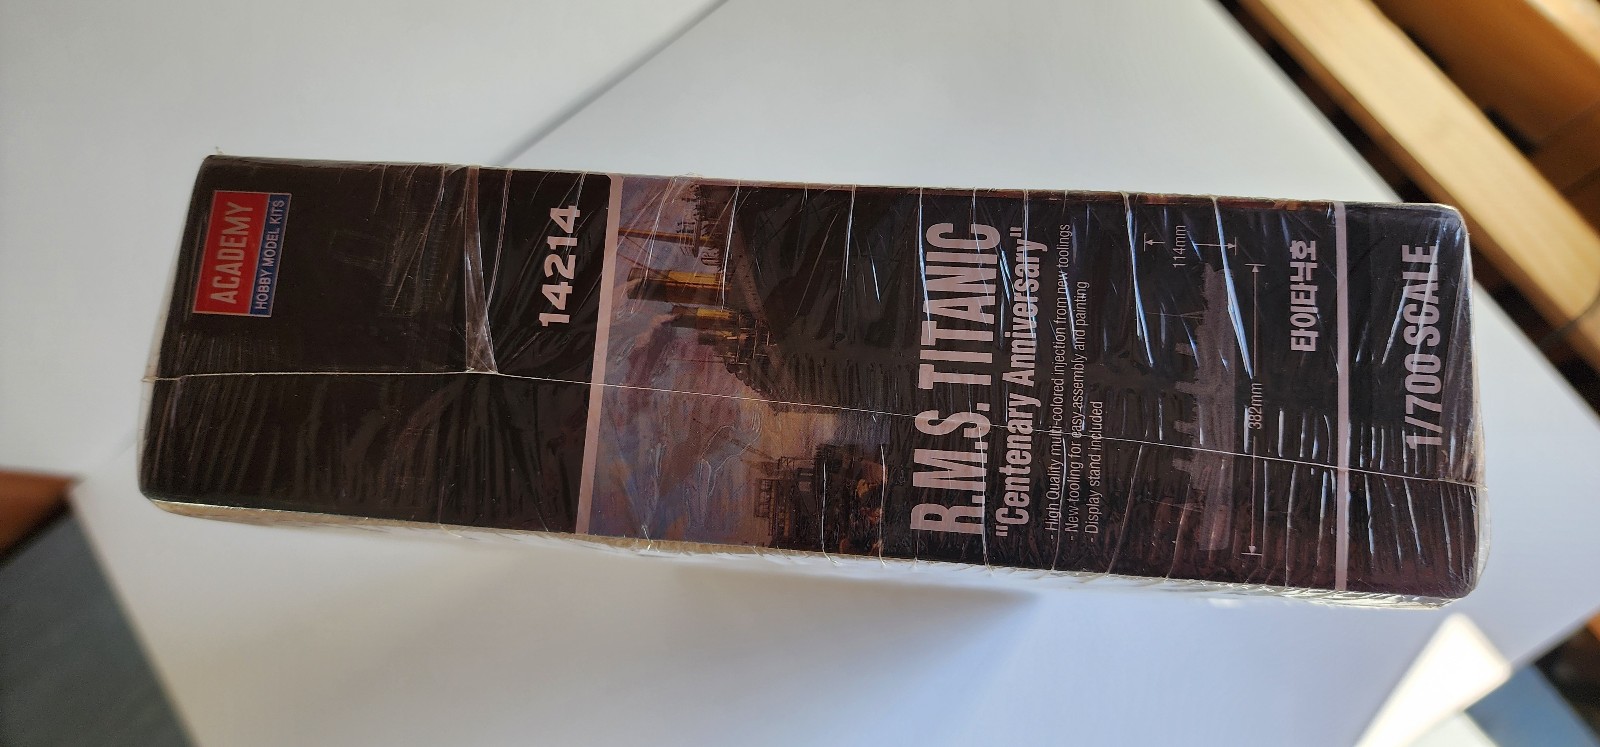 ACADEMY
HOBBY MODEL KITS
14214
R.M.S. TITANIC
"Centenary Anniversary"
- High Quality multi-colored injection from new toolings
- New tooling for easy assembly and painting
- Display stand included
114mm
382mm
타이타닉호
1/700 SCALE